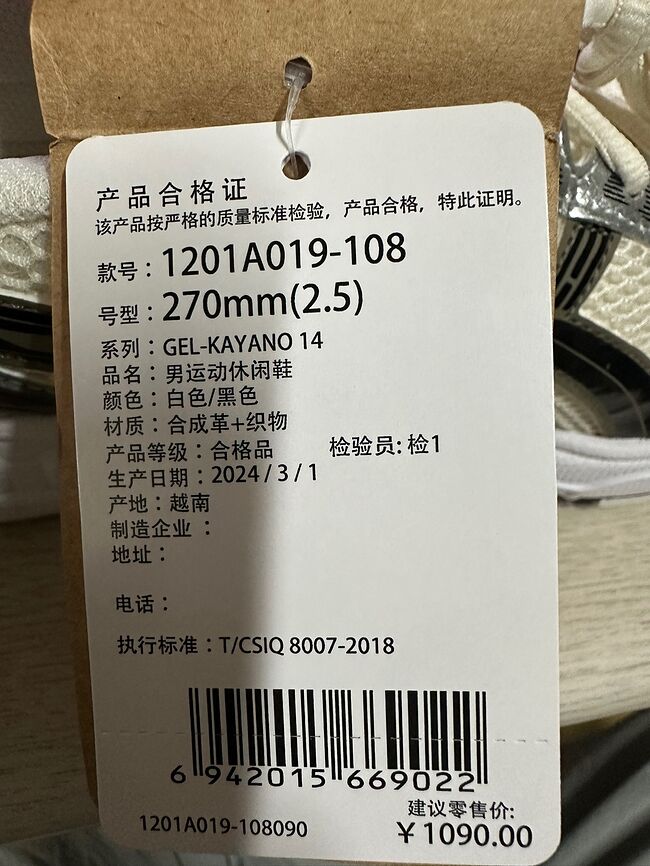 产品合格证
该产品按严格的质量标准检验，产品合格，特此证明。
款号：1201A019-108
号型：270mm(2.5)
系列：GEL-KAYANO 14
品名：男运动休闲鞋
颜色：白色/黑色
材质：合成革+织物
产品等级：合格品 检验员: 检1
生产日期：2024 / 3 / 1
产地：越南
制造企业：
地址：
电话：
执行标准：T/CSIQ 8007-2018
6 942015 669022
建议零售价:
1201A019-108090 ￥1090.00